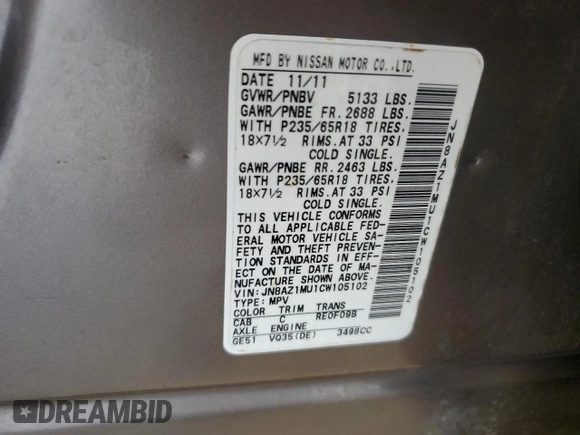 MFD BY NISSAN MOTOR CO.,LTD.
DATE 11/11
GVWR/PNBV 5133 LBS.
GAWR/PNBE FR. 2688 LBS.
WITH P235/65R18 TIRES.
18X7½ RIMS. AT 33 PSI
COLD SINGLE.
GAWR/PNBE RR. 2463 LBS.
WITH P235/65R18 TIRES.
18X7½ RIMS. AT 33 PSI
COLD SINGLE.
THIS VEHICLE CONFORMS
TO ALL APPLICABLE FED-
ERAL MOTOR VEHICLE SA-
FETY AND THEFT PREVEN-
TION STANDARDS IN EFF-
ECT ON THE DATE OF MA-
NUFACTURE SHOWN ABOVE.
VIN: JN8AZ1MU1CW105102
TYPE: MPV
COLOR TRIM TRANS
CAB C RE0F09B
AXLE ENGINE
GE51 VQ35(DE) 3498CC
JN8AZ1MU1CW105102
DREAMBID